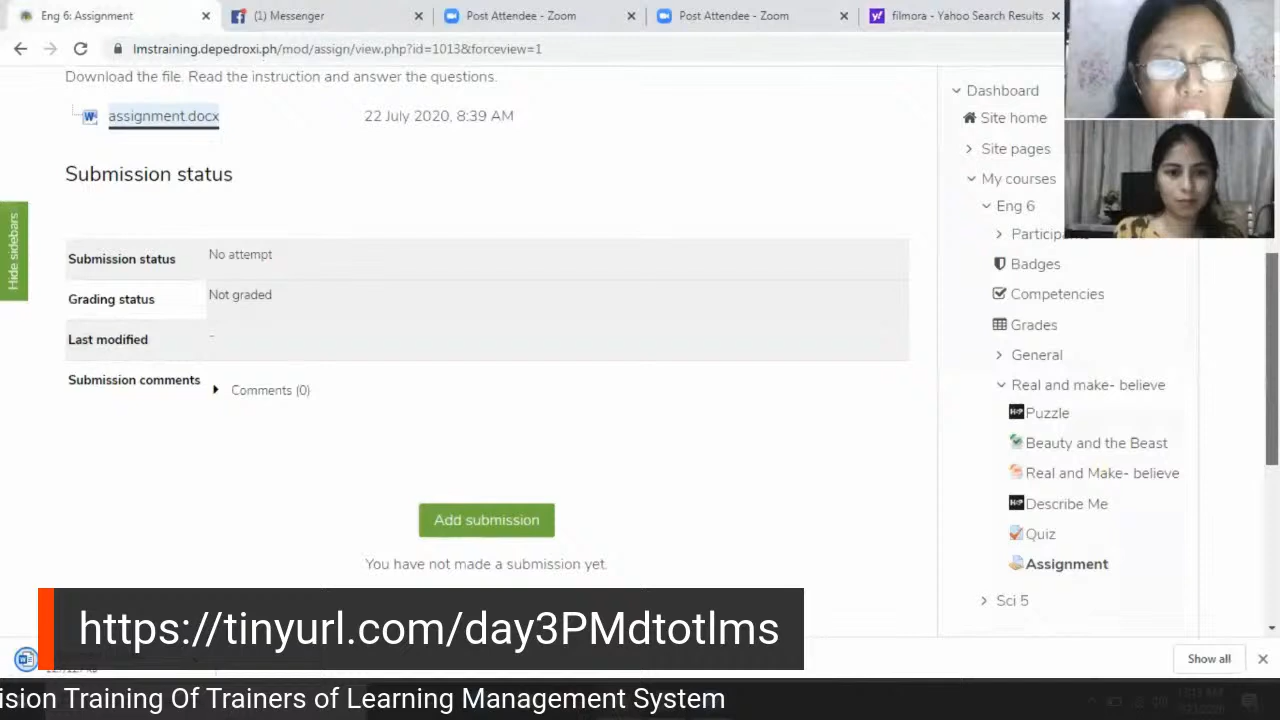 Eng 6: Assignment
(1) Messenger
Post Attendee - Zoom
Post Attendee - Zoom
filmora - Yahoo Search Results
lmstraining.depedroxi.ph/mod/assign/view.php?id=1013&forceview=1
Download the file. Read the instruction and answer the questions.
assignment.docx 22 July 2020, 8:39 AM
Submission status
Hide sidebars
Submission status No attempt
Grading status Not graded
Last modified -
Submission comments Comments (0)
Add submission
You have not made a submission yet.
Dashboard
Site home
Site pages
My courses
Eng 6
Badges
Competencies
Grades
General
Real and make- believe
H-P Puzzle
Beauty and the Beast
Real and Make- believe
H-P Describe Me
Quiz
Assignment
Sci 5
https://tinyurl.com/day3PMdtotlms
Show all
ision Training Of Trainers of Learning Management System